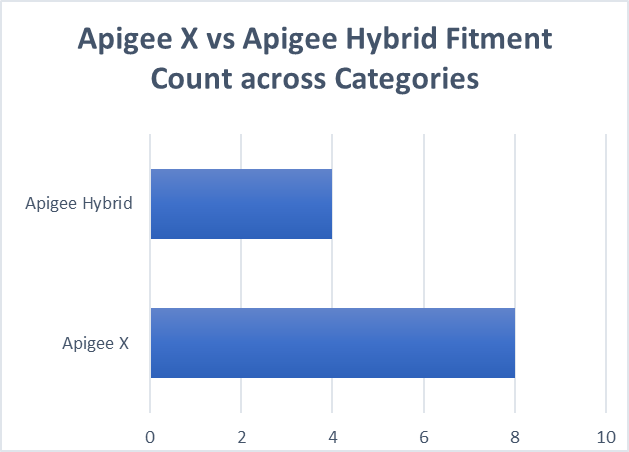 Apigee X vs Apigee Hybrid Fitment
Count across Categories
Apigee Hybrid
Apigee X
0 2 4 6 8 10